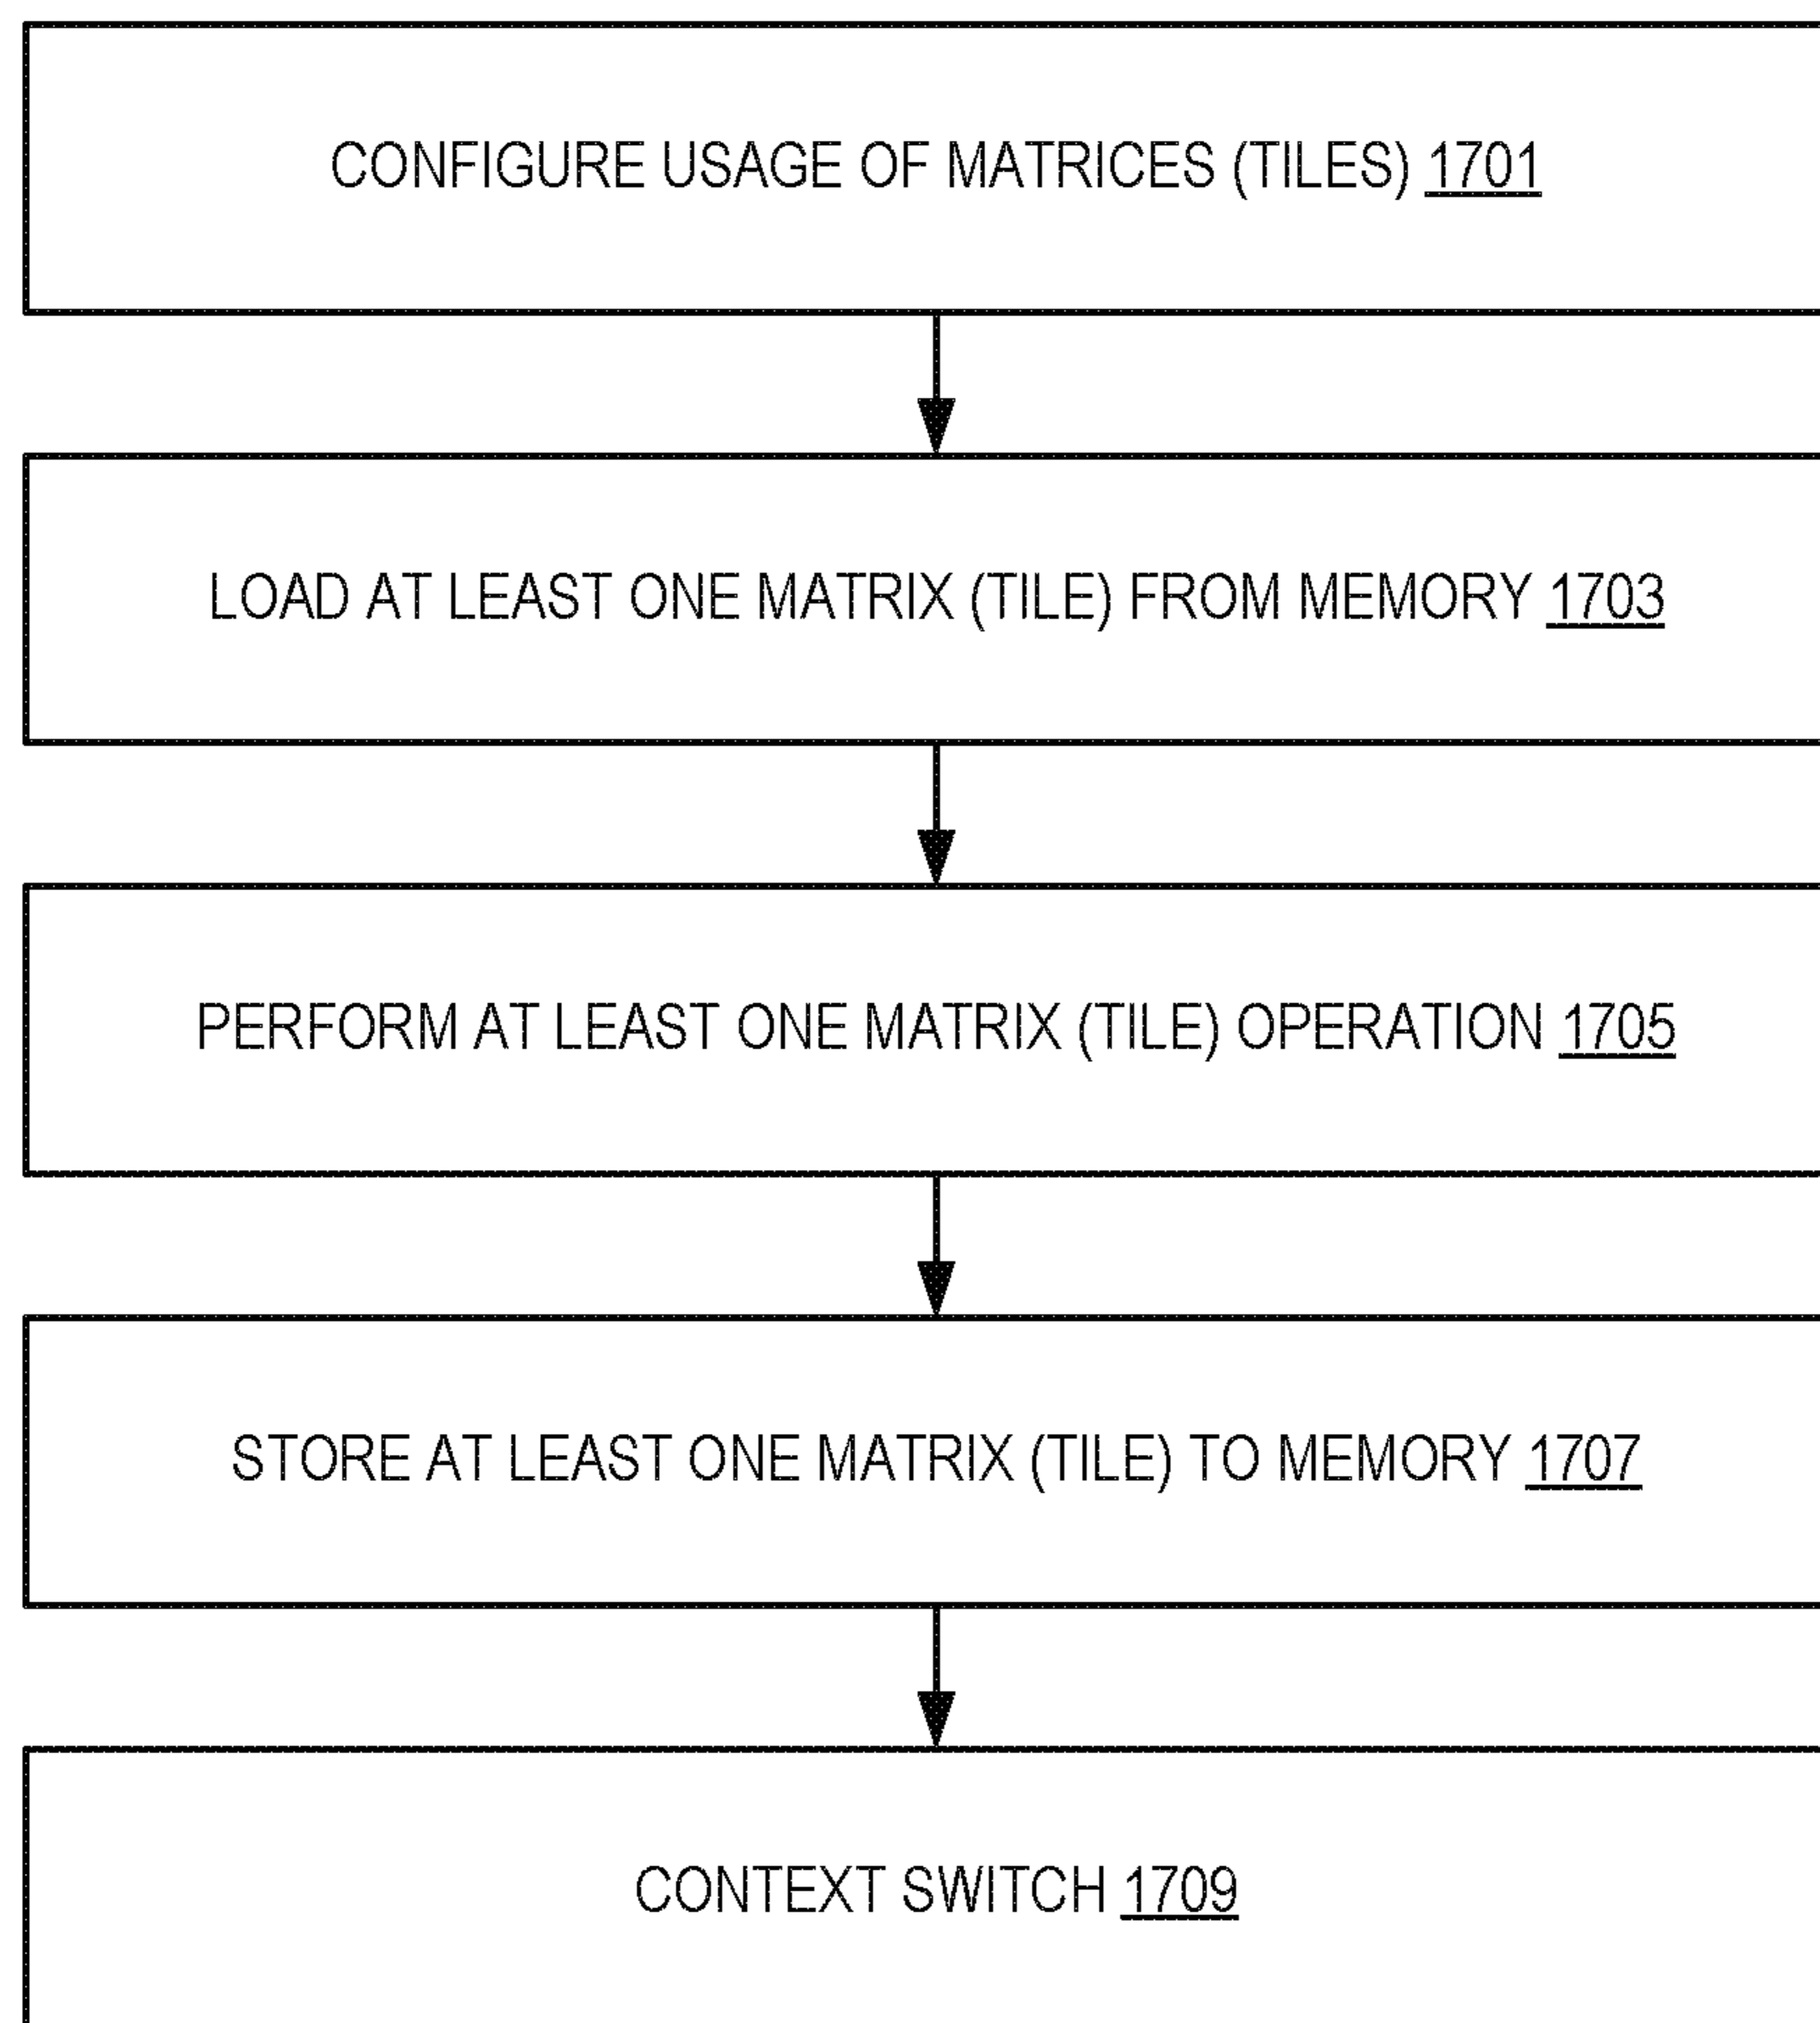 CONFIGURE USAGE OF MATRICES (TILES) 1701
LOAD AT LEAST ONE MATRIX (TILE) FROM MEMORY 1703
PERFORM AT LEAST ONE MATRIX (TILE) OPERATION 1705
STORE AT LEAST ONE MATRIX (TILE) TO MEMORY 1707
CONTEXT SWITCH 1709